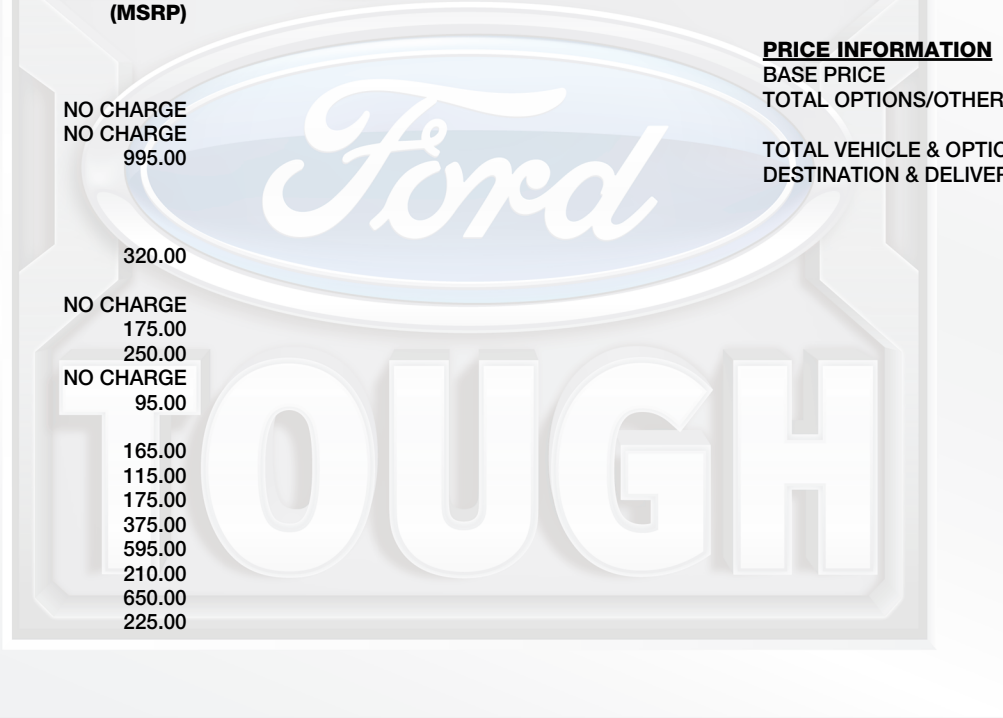 (MSRP)
NO CHARGE
NO CHARGE
995.00
320.00
NO CHARGE
175.00
250.00
NO CHARGE
95.00
165.00
115.00
175.00
375.00
595.00
210.00
650.00
225.00
PRICE INFORMATION
BASE PRICE
TOTAL OPTIONS/OTHER
TOTAL VEHICLE & OPTIO
DESTINATION & DELIVER
Ford
TOUGH